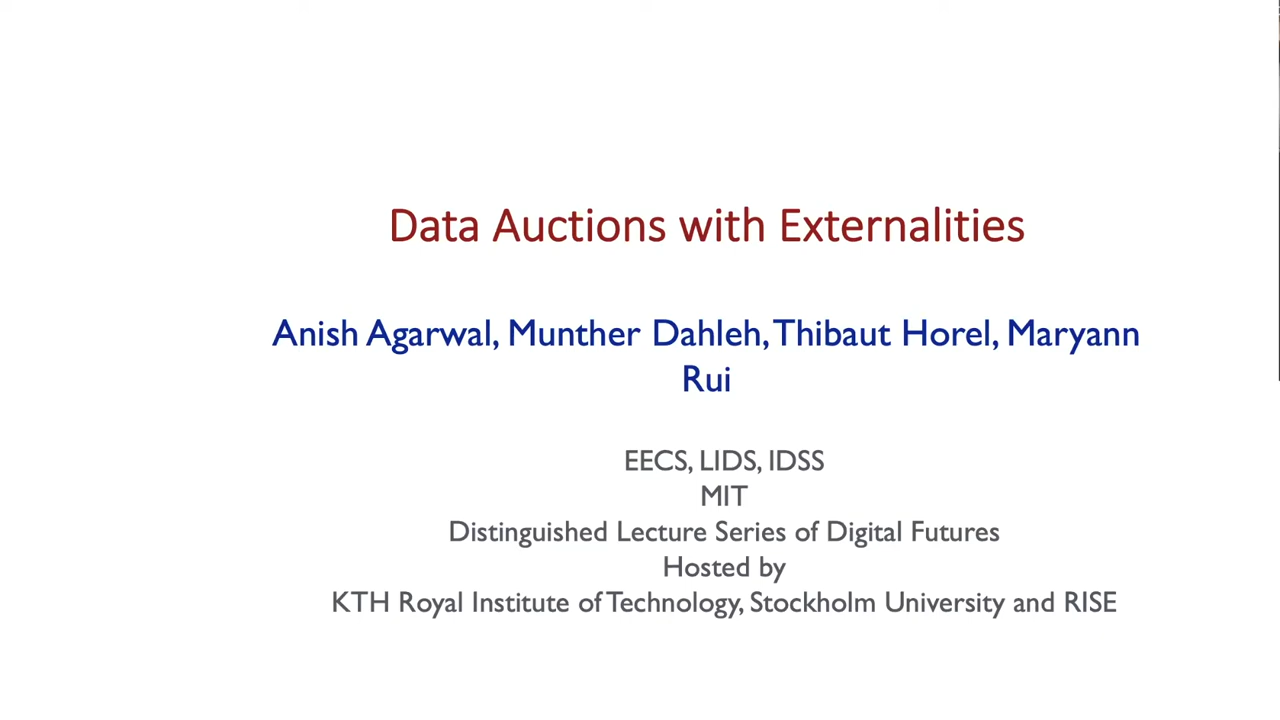 Data Auctions with Externalities
Anish Agarwal, Munther Dahleh, Thibaut Horel, Maryann
Rui
EECS, LIDS, IDSS
MIT
Distinguished Lecture Series of Digital Futures
Hosted by
KTH Royal Institute of Technology, Stockholm University and RISE